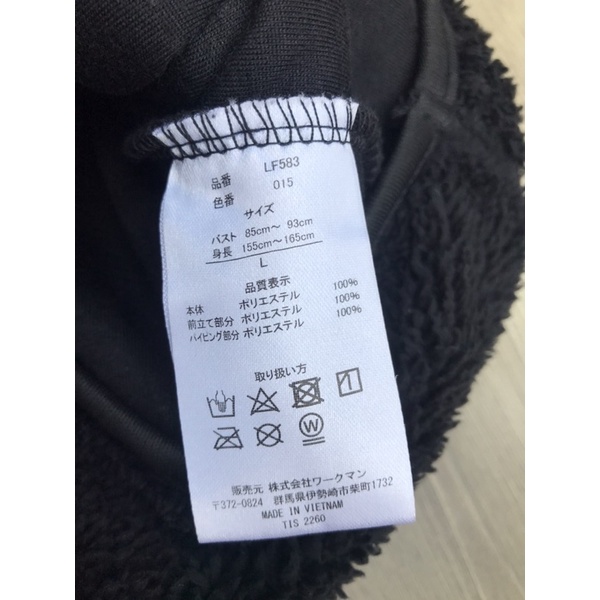 品番 LF583
色番 015
サイズ
バスト 85cm～ 93cm
身長 155cm～165cm
L
品質表示
本体 ポリエステル 100%
前立て部分 ポリエステル 100%
パイピング部分 ポリエステル 100%
取り扱い方
W
販売元 株式会社ワークマン
〒372-0824 群馬県伊勢崎市柴町1732
MADE IN VIETNAM
TIS 2260